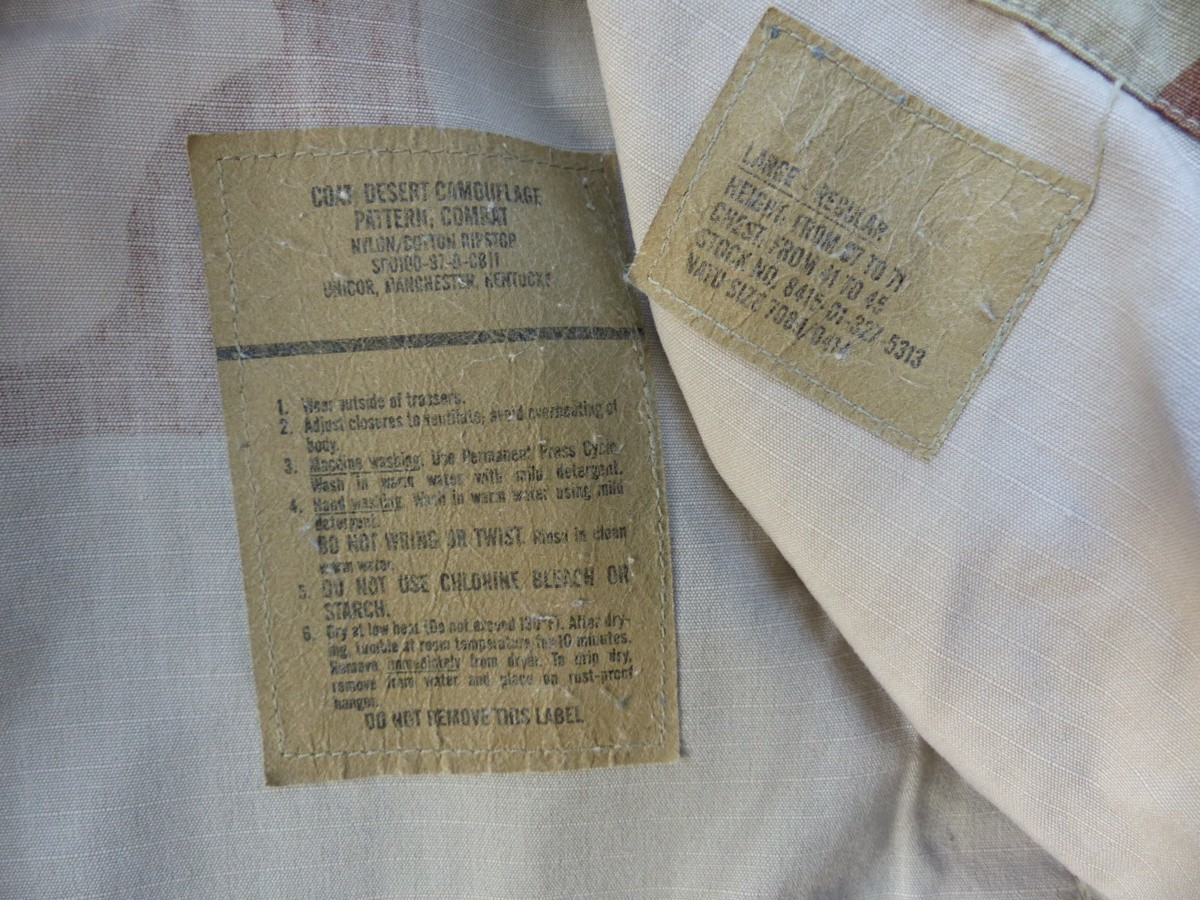 COAT, DESERT CAMOUFLAGE
PATTERN, COMBAT
NYLON/COTTON RIPSTOP
UNICOR, MANCHESTER, KENTUCKY
1. Wear outside of trousers.
2. Adjust closures to ventilate; avoid overheating of
body.
3. Machine washing. Use Permanent Press Cycle.
Wash in warm water with mild detergent.
4. Hand washing. Wash in warm water using mild
detergent.
DO NOT WRING OR TWIST. Rinse in clean
warm water.
5. DO NOT USE CHLORINE BLEACH OR
STARCH.
6. Dry at low heat (Do not exceed 130°F). After dry-
ing, tumble at room temperature for 10 minutes.
Remove immediately from dryer. To drip dry,
remove from water and place on rust-proof
hanger.
DO NOT REMOVE THIS LABEL
LARGE - REGULAR
HEIGHT: FROM 67 TO 71
CHEST: FROM 41 TO 45
STOCK NO. 8415-01-327-5313
NATO SIZE 7080/0414